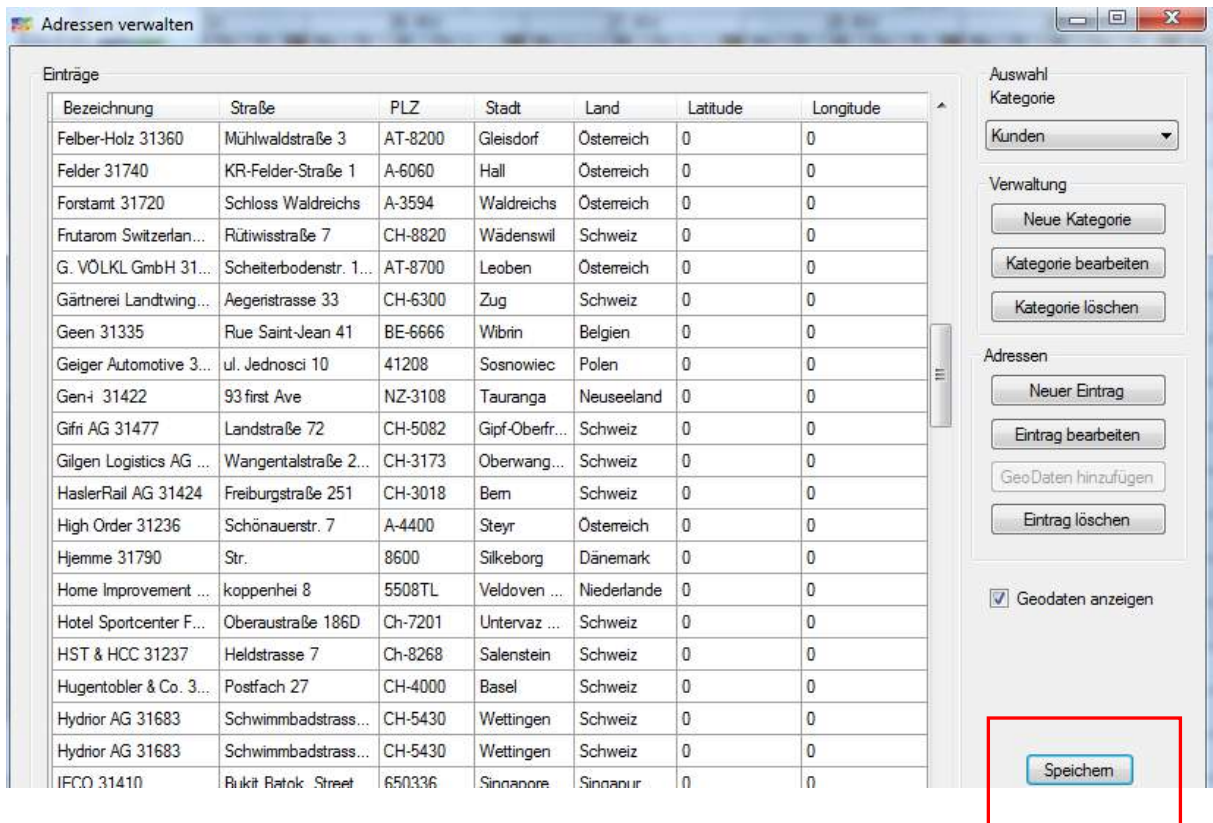 Adressen verwalten
Einträge
Bezeichnung Straße PLZ Stadt Land Latitude Longitude
Felber-Holz 31360 Mühlwaldstraße 3 AT-8200 Gleisdorf Österreich 0 0
Felder 31740 KR-Felder-Straße 1 A-6060 Hall Österreich 0 0
Forstamt 31720 Schloss Waldreichs A-3594 Waldreichs Österreich 0 0
Frutarom Switzerlan... Rütiwisstraße 7 CH-8820 Wädenswil Schweiz 0 0
G. VÖLKL GmbH 31... Scheiterbodenstr. 1... AT-8700 Leoben Österreich 0 0
Gärtnerei Landtwing... Aegeristrasse 33 CH-6300 Zug Schweiz 0 0
Geen 31335 Rue Saint-Jean 41 BE-6666 Wibrin Belgien 0 0
Geiger Automotive 3... ul. Jednosci 10 41208 Sosnowiec Polen 0 0
Gen-i 31422 93 first Ave NZ-3108 Tauranga Neuseeland 0 0
Gifri AG 31477 Landstraße 72 CH-5082 Gipf-Oberfr... Schweiz 0 0
Gilgen Logistics AG ... Wangentalstraße 2... CH-3173 Oberwang... Schweiz 0 0
HaslerRail AG 31424 Freiburgstraße 251 CH-3018 Bern Schweiz 0 0
High Order 31236 Schönauerstr. 7 A-4400 Steyr Österreich 0 0
Hjemme 31790 Str. 8600 Silkeborg Dänemark 0 0
Home Improvement ... koppenhei 8 5508TL Veldoven ... Niederlande 0 0
Hotel Sportcenter F... Oberaustraße 186D Ch-7201 Untervaz ... Schweiz 0 0
HST & HCC 31237 Heldstrasse 7 Ch-8268 Salenstein Schweiz 0 0
Hugentobler & Co. 3... Postfach 27 CH-4000 Basel Schweiz 0 0
Hydrior AG 31683 Schwimmbadstrass... CH-5430 Wettingen Schweiz 0 0
Hydrior AG 31683 Schwimmbadstrass... CH-5430 Wettingen Schweiz 0 0
IECO 31410 Bukit Batok Street 650336 Singapore Singapur 0 0
Auswahl
Kategorie
Kunden
Verwaltung
Neue Kategorie
Kategorie bearbeiten
Kategorie löschen
Adressen
Neuer Eintrag
Eintrag bearbeiten
GeoDaten hinzufügen
Eintrag löschen
Geodaten anzeigen
Speichern